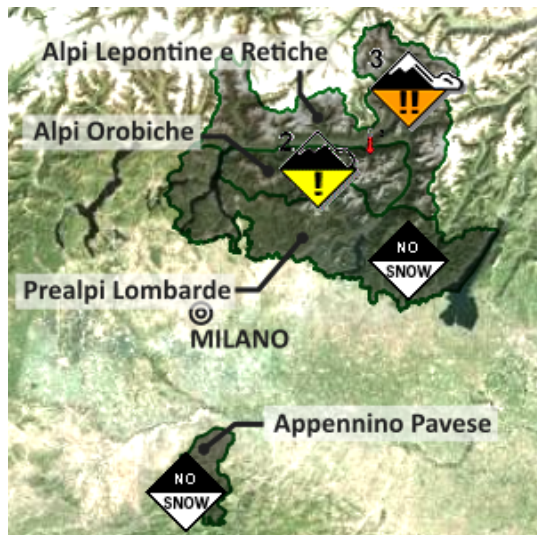 Alpi Lepontine e Retiche
3
!!
Alpi Orobiche
2
!
Prealpi Lombarde
NO
SNOW
MILANO
Appennino Pavese
NO
SNOW